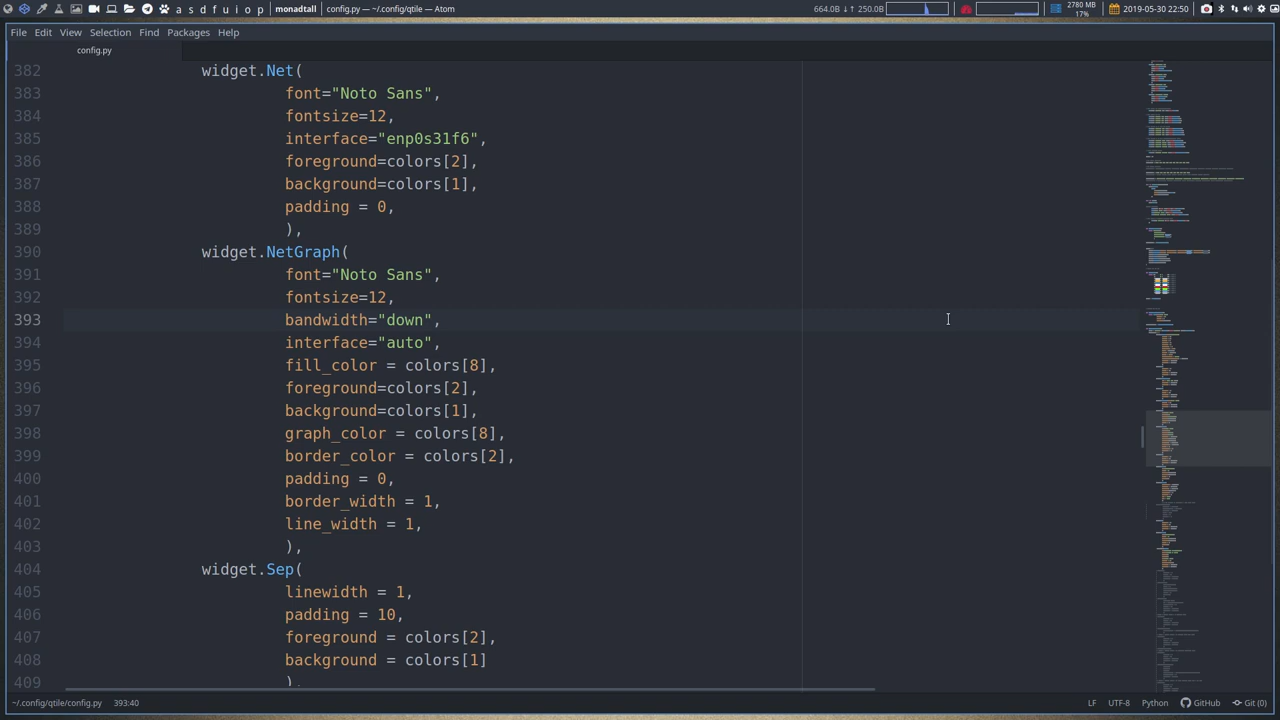 a s d f u i o p monadtall config.py — ~/.config/qtile — Atom 664.0B ↓↑ 250.0B 2780 MB 17% 2019-05-30 22:50
File Edit View Selection Find Packages Help
config.py
382 widget.Net(
383 font="Noto Sans",
384 fontsize=12,
385 interface="enp0s31f6",
386 foreground=colors[2],
387 background=colors[1],
388 padding = 0,
389 ),
390 widget.NetGraph(
391 font="Noto Sans",
392 fontsize=12,
393 bandwidth="down",
394 interface="auto",
395 fill_color = colors[8],
396 foreground=colors[2],
397 background=colors[1],
398 graph_color = colors[8],
399 border_color = colors[2],
400 padding = 0,
401 border_width = 1,
402 line_width = 1,
403 ),
404 widget.Sep(
405 linewidth = 1,
406 padding = 10,
407 foreground = colors[2],
408 background = colors[1]
409 ),
~/.config/qtile/config.py 393:40 LF UTF-8 Python GitHub Git (0)